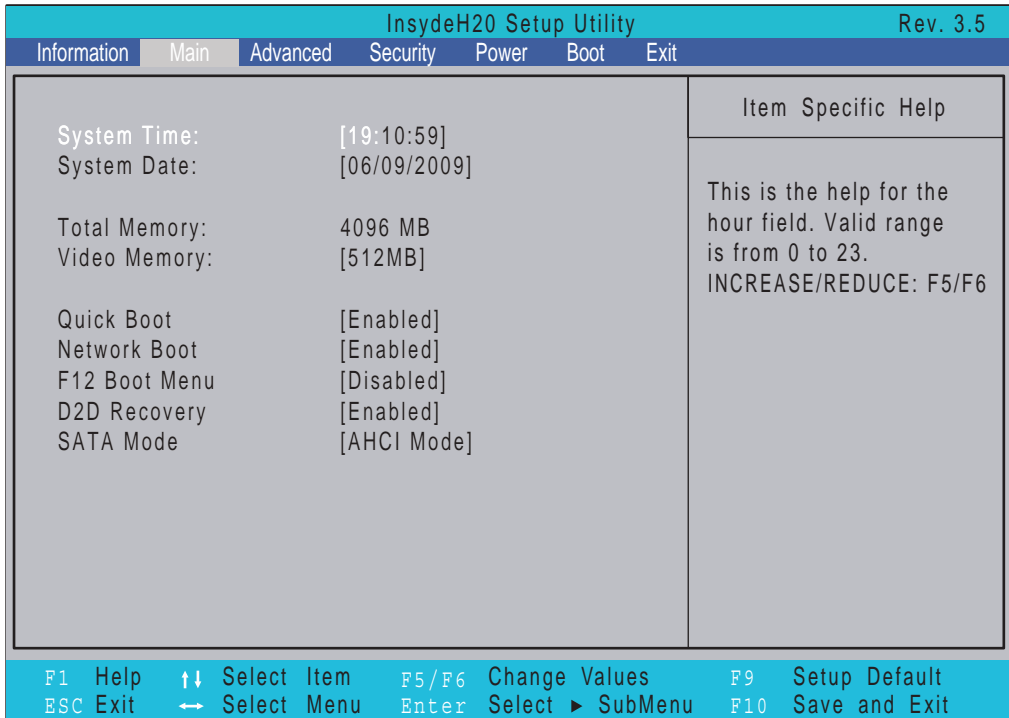 InsydeH20 Setup Utility Rev. 3.5
Information Main Advanced Security Power Boot Exit
System Time: [19:10:59]
System Date: [06/09/2009]
Total Memory: 4096 MB
Video Memory: [512MB]
Quick Boot [Enabled]
Network Boot [Enabled]
F12 Boot Menu [Disabled]
D2D Recovery [Enabled]
SATA Mode [AHCI Mode]
Item Specific Help
This is the help for the
hour field. Valid range
is from 0 to 23.
INCREASE/REDUCE: F5/F6
F1 Help ↑↓ Select Item F5/F6 Change Values F9 Setup Default
ESC Exit ↔ Select Menu Enter Select ► SubMenu F10 Save and Exit